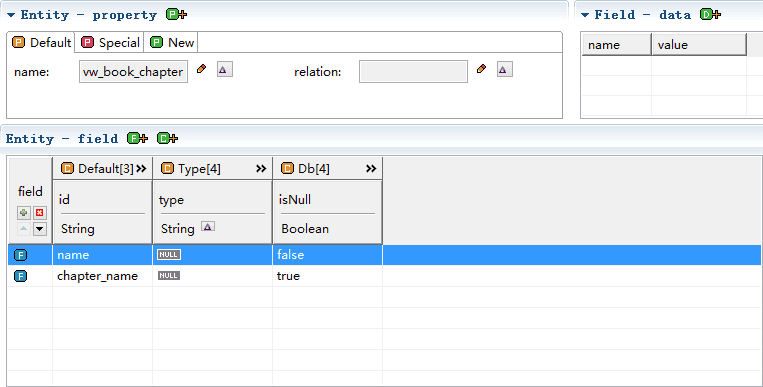 Entity - property
Default Special New
name: vw_book_chapter relation:
Field - data
name value
Entity - field
field
Default[3] Type[4] Db[4]
id type isNull
String String Boolean
name NULL false
chapter_name NULL true